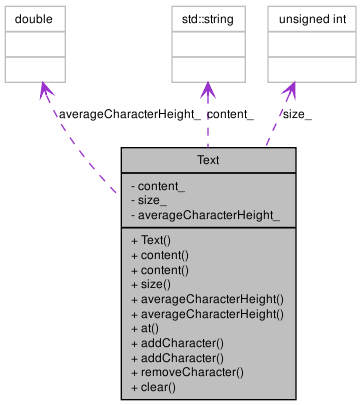 double
std::string
unsigned int
averageCharacterHeight_
content_
size_
Text
- content_
- size_
- averageCharacterHeight_
+ Text()
+ content()
+ content()
+ size()
+ averageCharacterHeight()
+ averageCharacterHeight()
+ at()
+ addCharacter()
+ addCharacter()
+ removeCharacter()
+ clear()